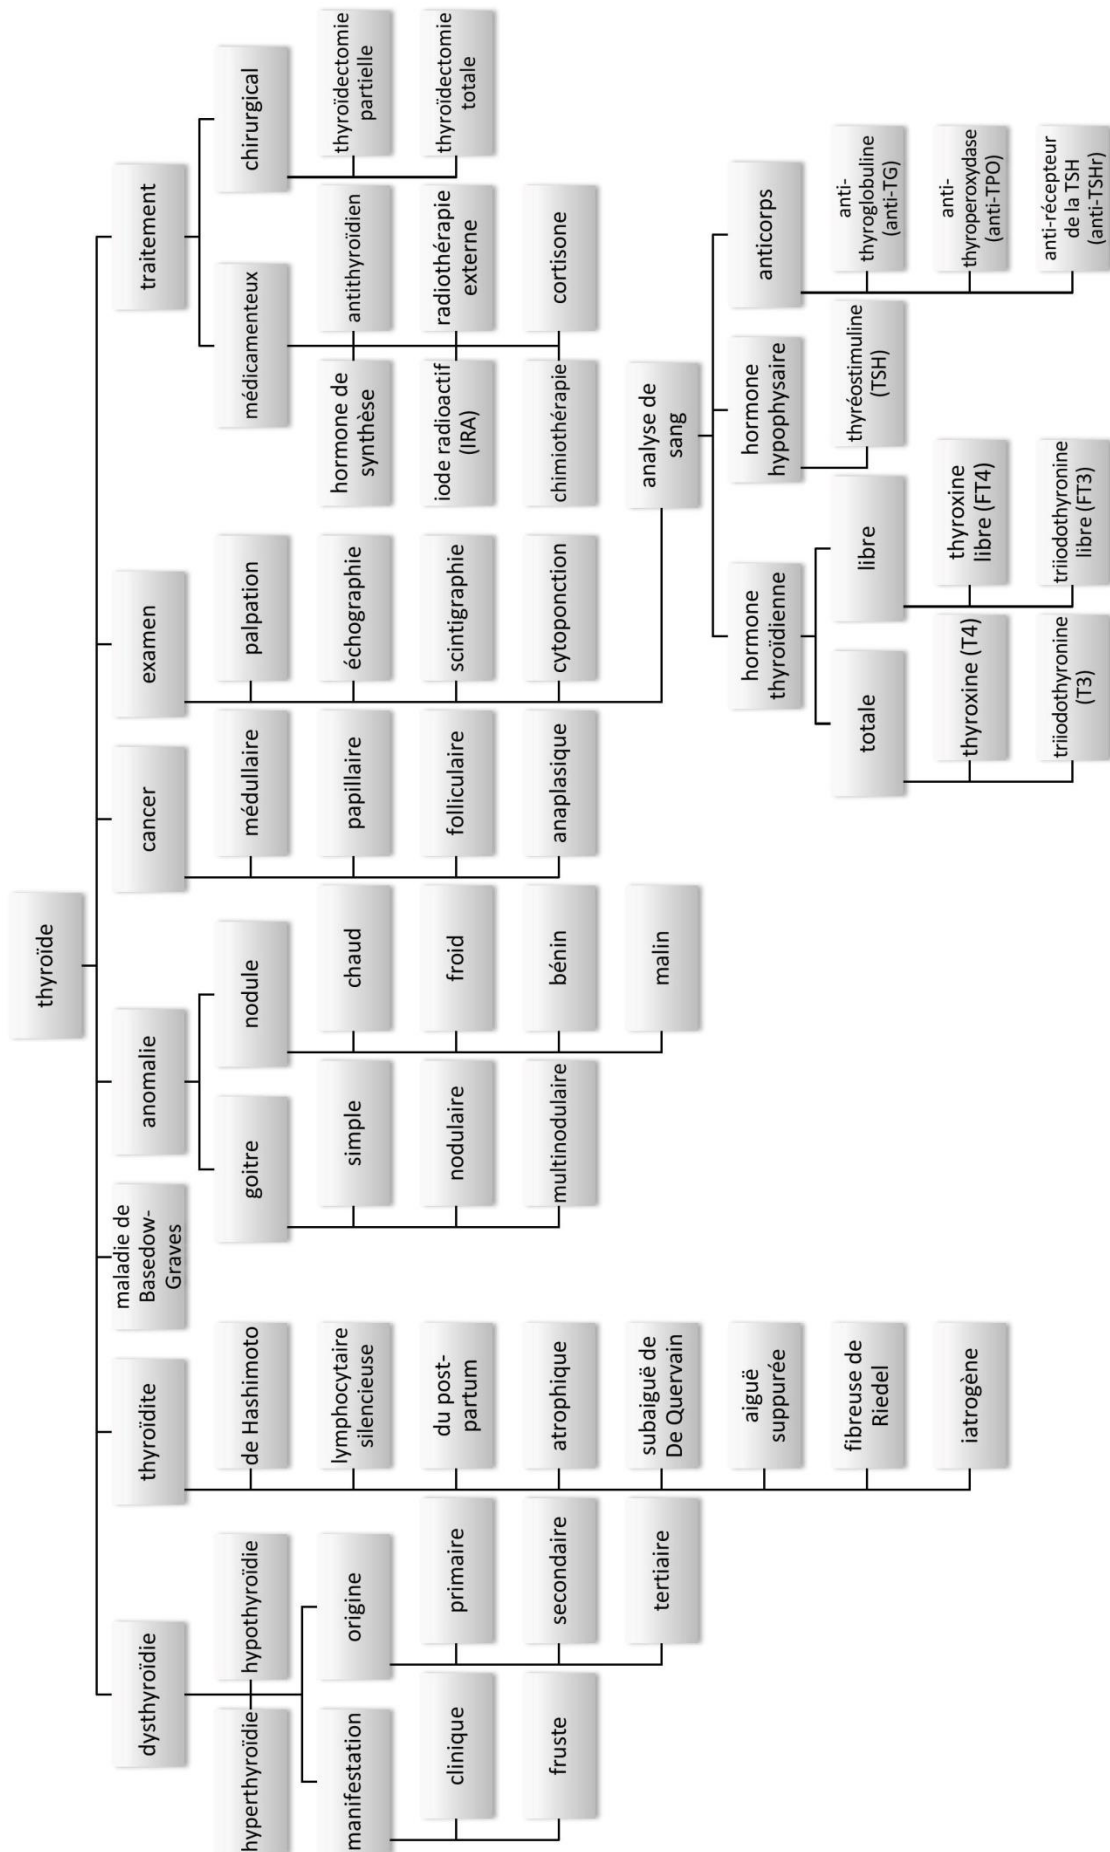 thyroïde
dysthyroïdie
hyperthyroïdie
hypothyroïdie
manifestation
clinique
fruste
origine
primaire
secondaire
tertiaire
thyroïdite
de Hashimoto
lymphocytaire
silencieuse
du post-
partum
atrophique
subaiguë de
De Quervain
aiguë
suppurée
fibreuse de
Riedel
iatrogène
maladie de
Basedow-
Graves
anomalie
goitre
simple
nodulaire
multinodulaire
nodule
chaud
froid
bénin
malin
cancer
médullaire
papillaire
folliculaire
anaplasique
examen
palpation
échographie
scintigraphie
cytoponction
analyse de
sang
hormone
thyroïdienne
totale
thyroxine (T4)
triiodothyronine
(T3)
libre
thyroxine
libre (FT4)
triiodothyronine
libre (FT3)
hormone
hypophysaire
thyréostimuline
(TSH)
anticorps
anti-
thyroglobuline
(anti-TG)
anti-
thyroperoxydase
(anti-TPO)
anti-récepteur
de la TSH
(anti-TSHr)
traitement
médicamenteux
hormone de
synthèse
antithyroïdien
iode radioactif
(IRA)
radiothérapie
externe
chimiothérapie
cortisone
chirurgical
thyroïdectomie
partielle
thyroïdectomie
totale